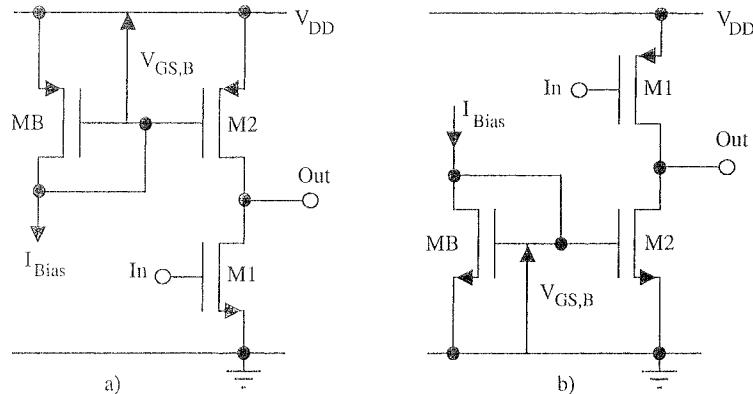 V_DD
V_GS,B
MB
M2
Out
I_Bias
In
M1
a)
V_DD
In
M1
I_Bias
Out
MB
M2
V_GS,B
b)